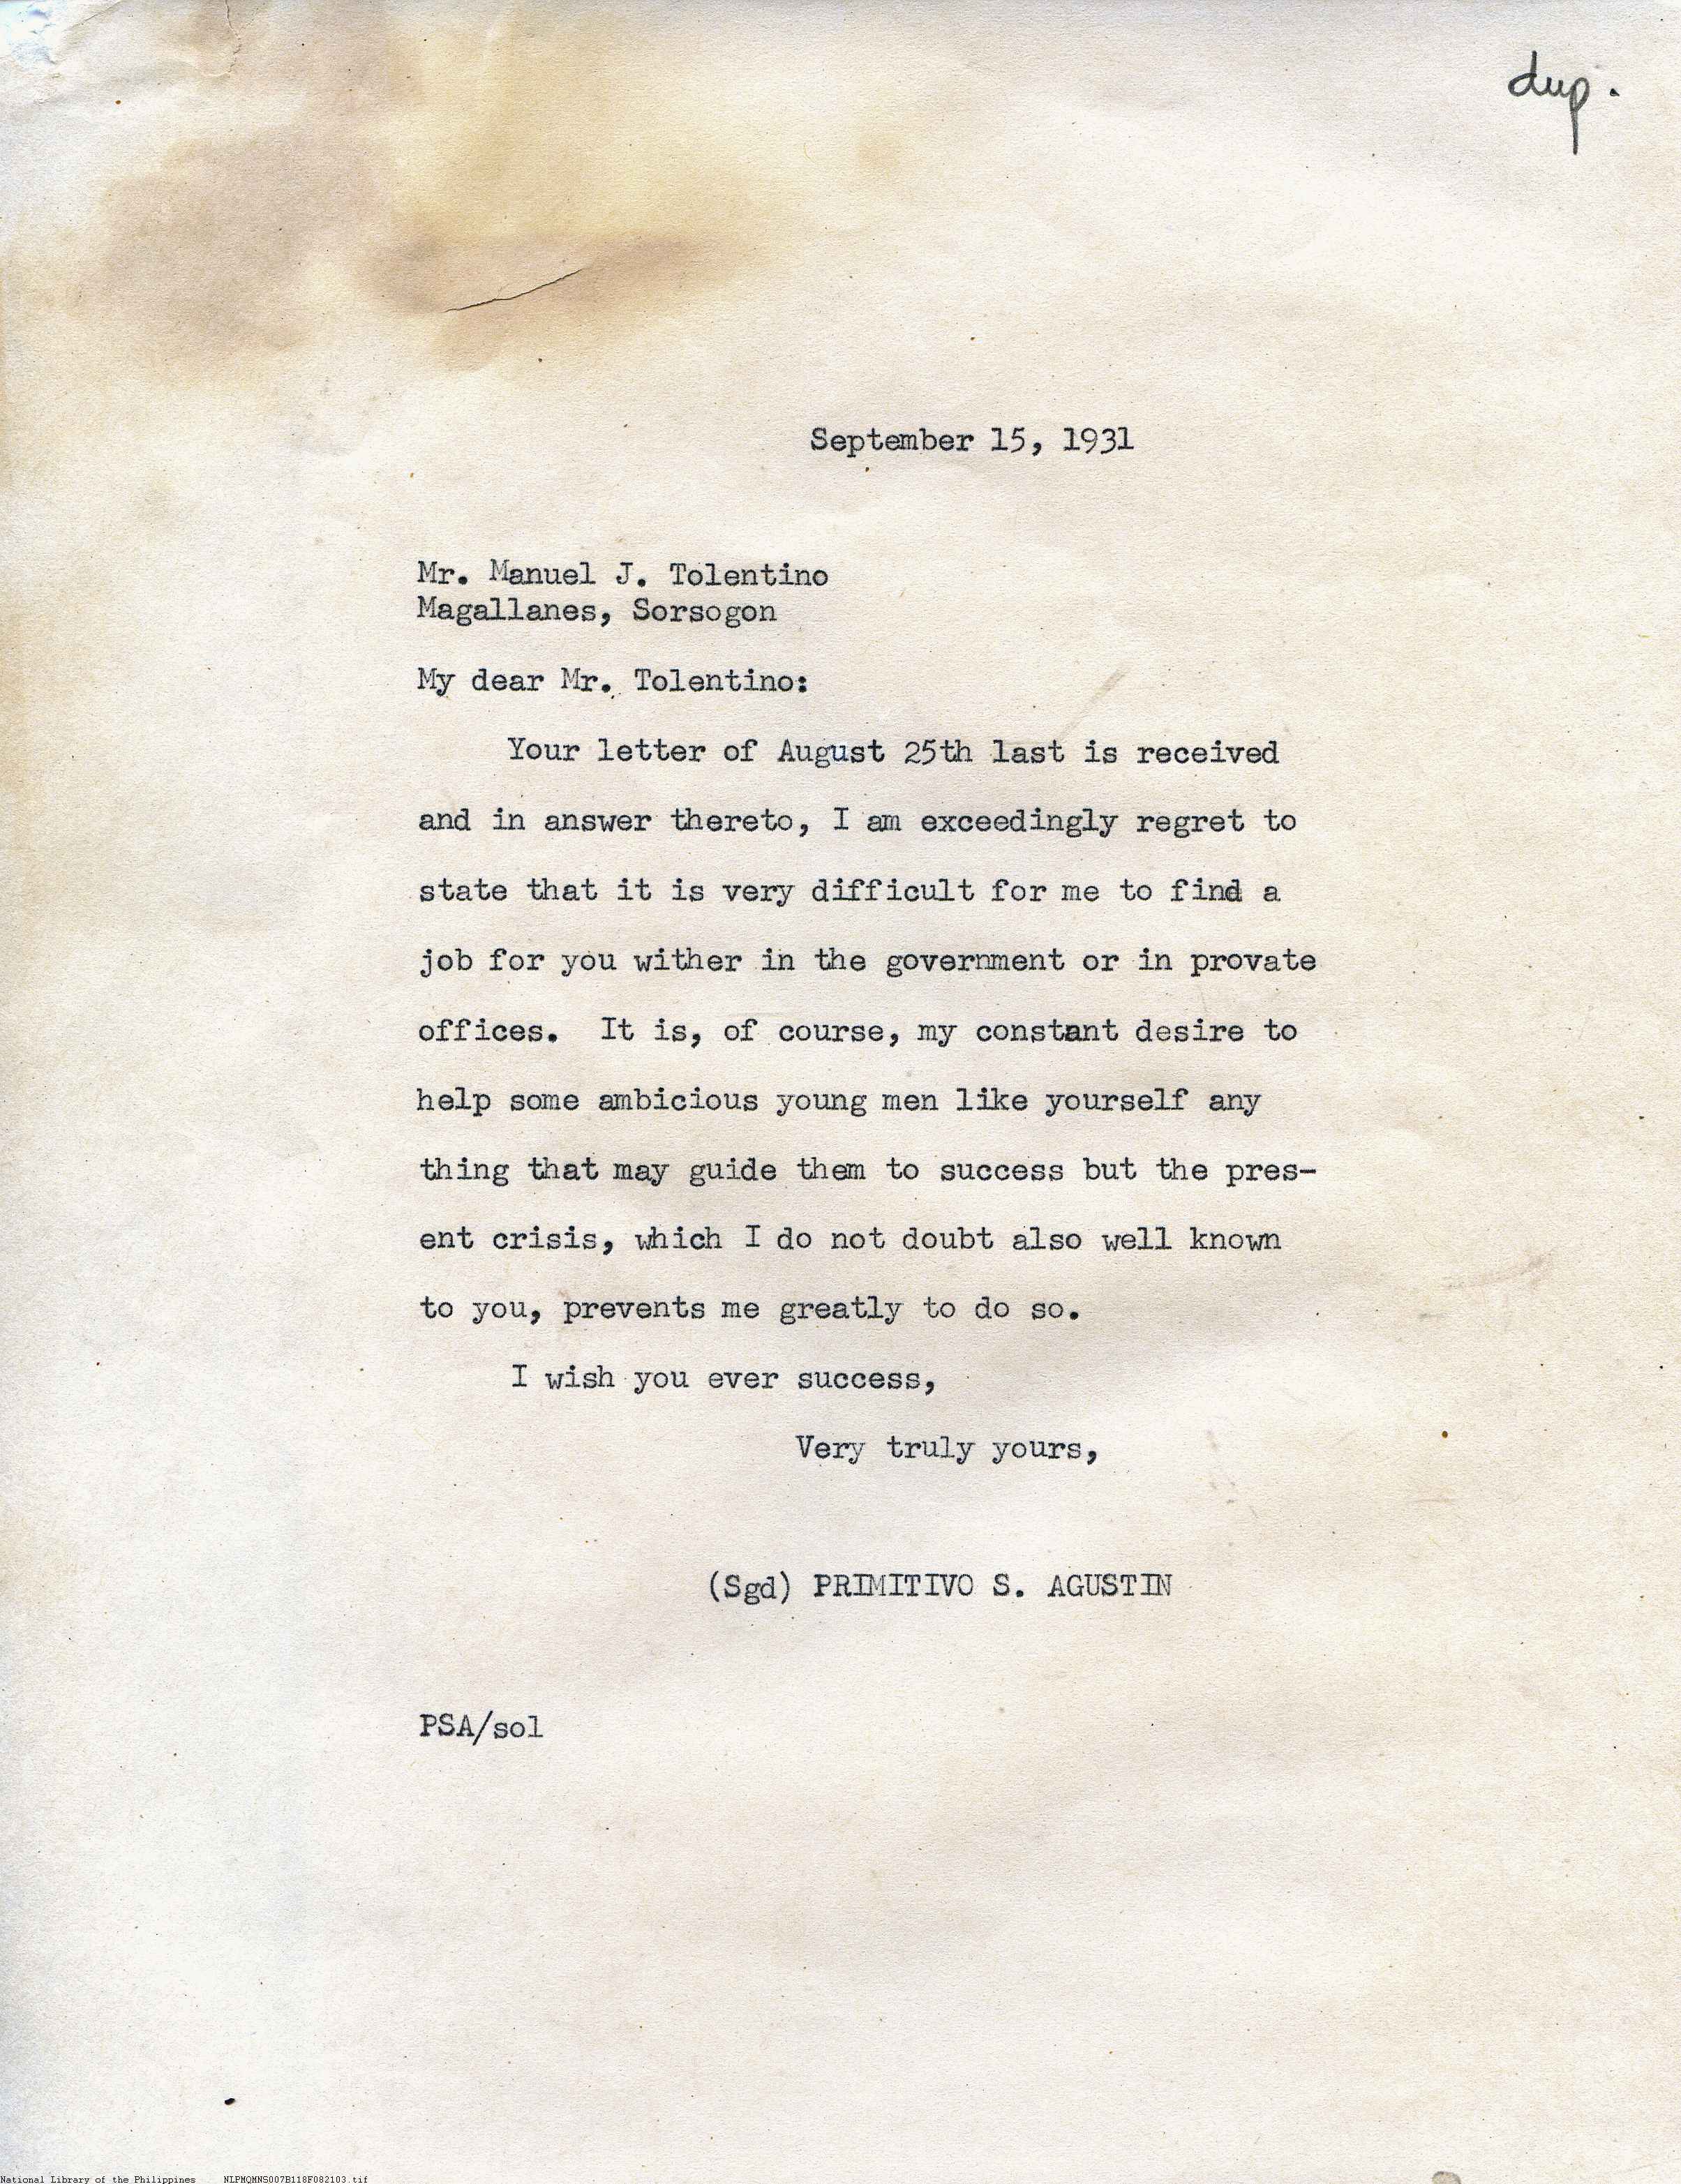 dup.
September 15, 1931
Mr. Manuel J. Tolentino
Magallanes, Sorsogon
My dear Mr. Tolentino:
Your letter of August 25th last is received
and in answer thereto, I am exceedingly regret to
state that it is very difficult for me to find a
job for you wither in the government or in provate
offices. It is, of course, my constant desire to
help some ambicious young men like yourself any
thing that may guide them to success but the pres-
ent crisis, which I do not doubt also well known
to you, prevents me greatly to do so.
I wish you ever success,
Very truly yours,
(Sgd) PRIMITIVO S. AGUSTIN
PSA/sol
National Library of the Philippines NLPMQMNS007B118F082103.tif